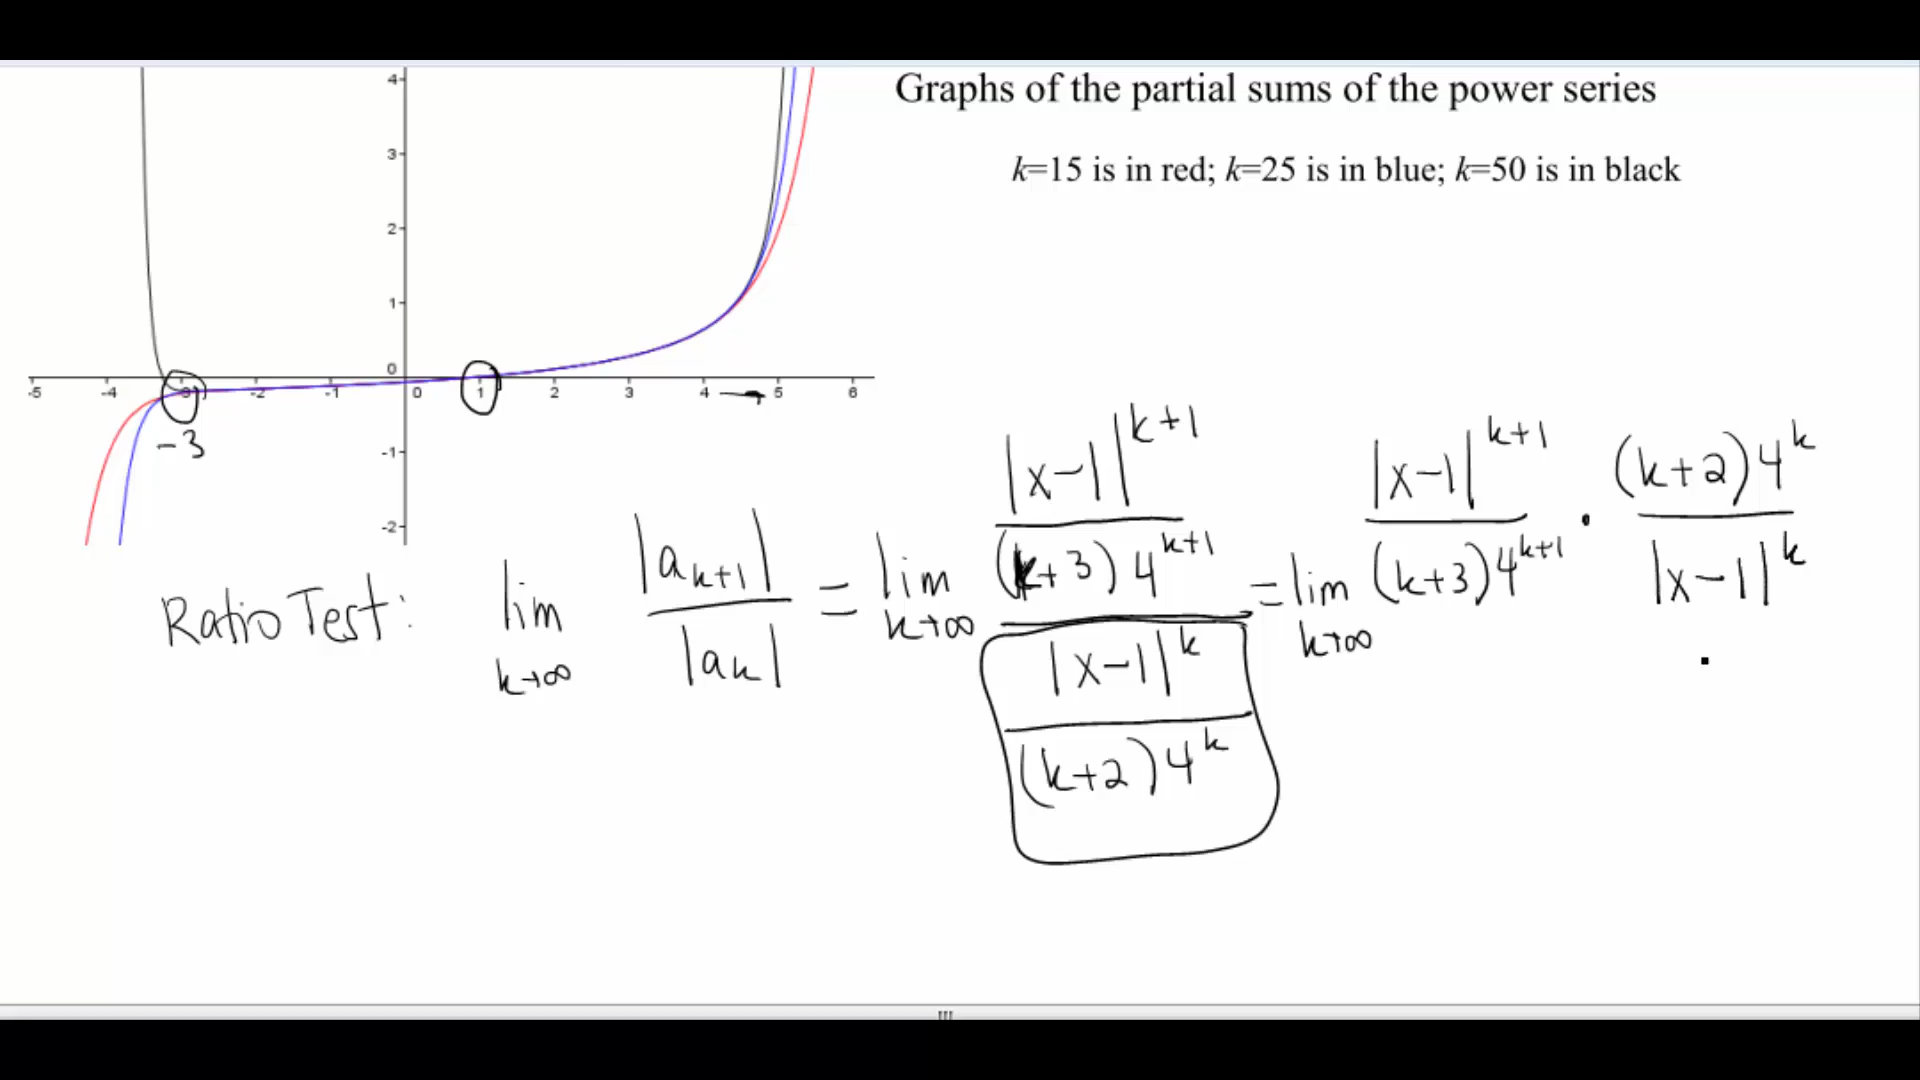 Graphs of the partial sums of the power series
k=15 is in red; k=25 is in blue; k=50 is in black
4
3
2
1
0
-5 -4 -3 -2 -1 0 1 2 3 4 5 6
-3
-1
-2
Ratio Test: lim k→∞ |a_{k+1}| / |a_k| = lim k→∞ (|x-1|^{k+1} / (k+3)4^{k+1}) / (|x-1|^k / (k+2)4^k) = lim k→∞ |x-1|^{k+1} / (k+3)4^{k+1} · (k+2)4^k / |x-1|^k